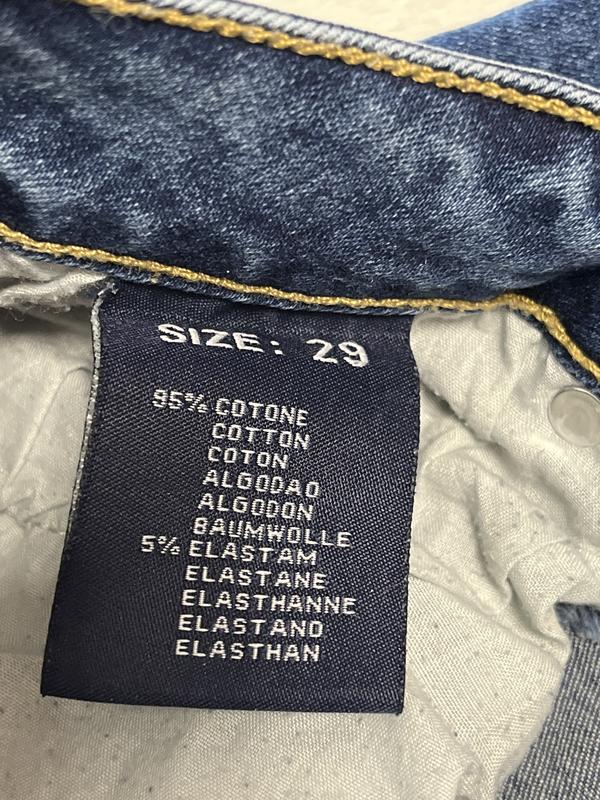 SIZE: 29
95% COTONE
COTTON
COTON
ALGODAO
ALGODON
BAUMWOLLE
5% ELASTAM
ELASTANE
ELASTHANNE
ELASTANO
ELASTHAN